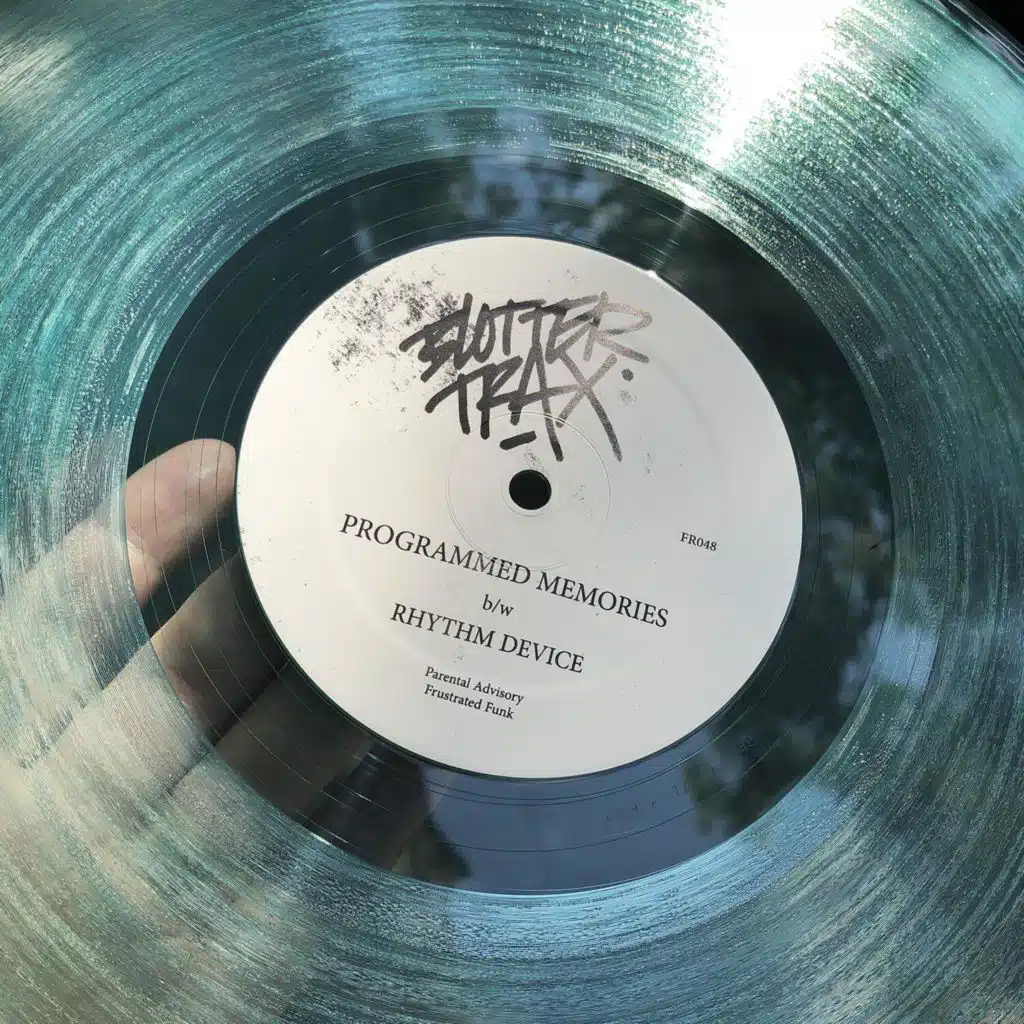 BLOTTER
TRAX.
FR048
PROGRAMMED MEMORIES
b/w
RHYTHM DEVICE
Parental Advisory
Frustrated Funk